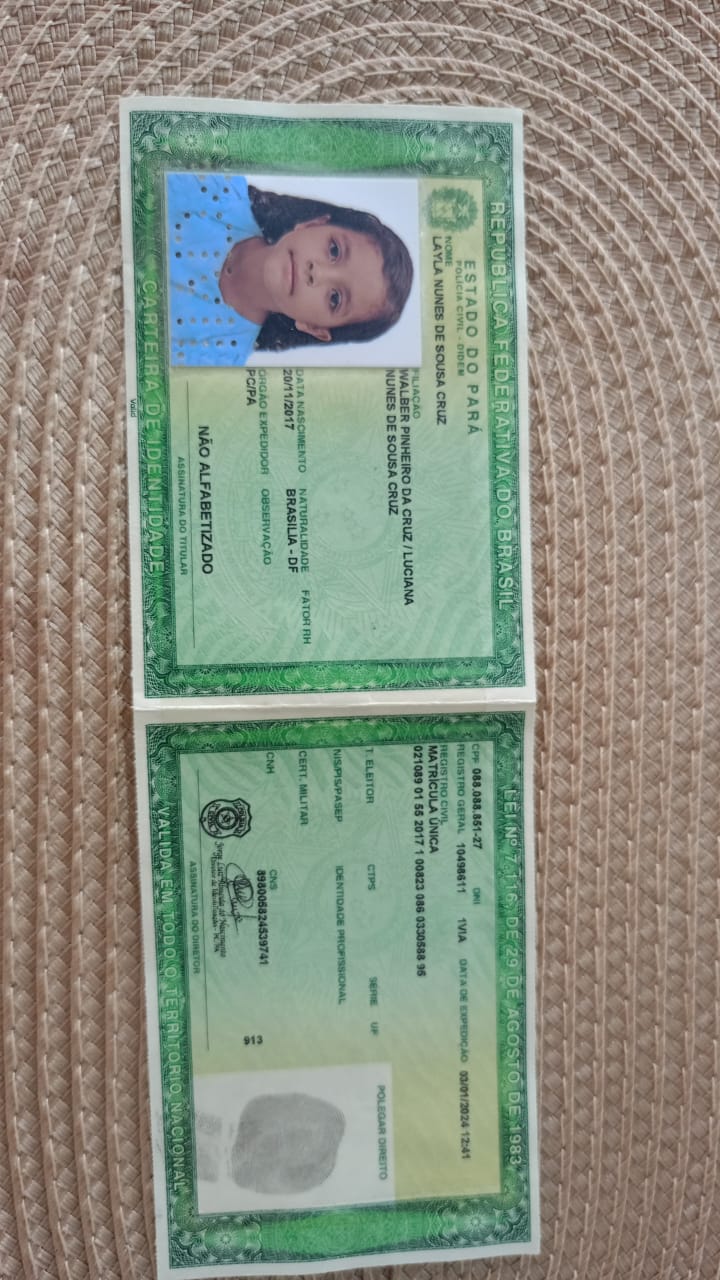 REPÚBLICA FEDERATIVA DO BRASIL
ESTADO DO PARÁ
POLÍCIA CIVIL - DIDEM
NOME
LAYLA NUNES DE SOUSA CRUZ
FILIAÇÃO
WALBER PINHEIRO DA CRUZ / LUCIANA
NUNES DE SOUSA CRUZ
DATA NASCIMENTO NATURALIDADE FATOR RH
20/11/2017 BRASÍLIA - DF
ÓRGÃO EXPEDIDOR OBSERVAÇÃO
PC/PA
NÃO ALFABETIZADO
ASSINATURA DO TITULAR
CARTEIRA DE IDENTIDADE
Valid
LEI Nº 7.116, DE 29 DE AGOSTO DE 1983
CPF 088.088.851-27 DNI
REGISTRO GERAL 10498611 1VIA DATA DE EXPEDIÇÃO 03/01/2024 12:41
REGISTRO CIVIL
MATRÍCULA ÚNICA
021089 01 55 2017 1 00823 086 0330588 95
T. ELEITOR CTPS SÉRIE UF
NIS/PIS/PASEP IDENTIDADE PROFISSIONAL
CERT. MILITAR
CNH CNS
898005824539741
913
POLEGAR DIREITO
ASSINATURA DO DIRETOR
VÁLIDA EM TODO O TERRITÓRIO NACIONAL